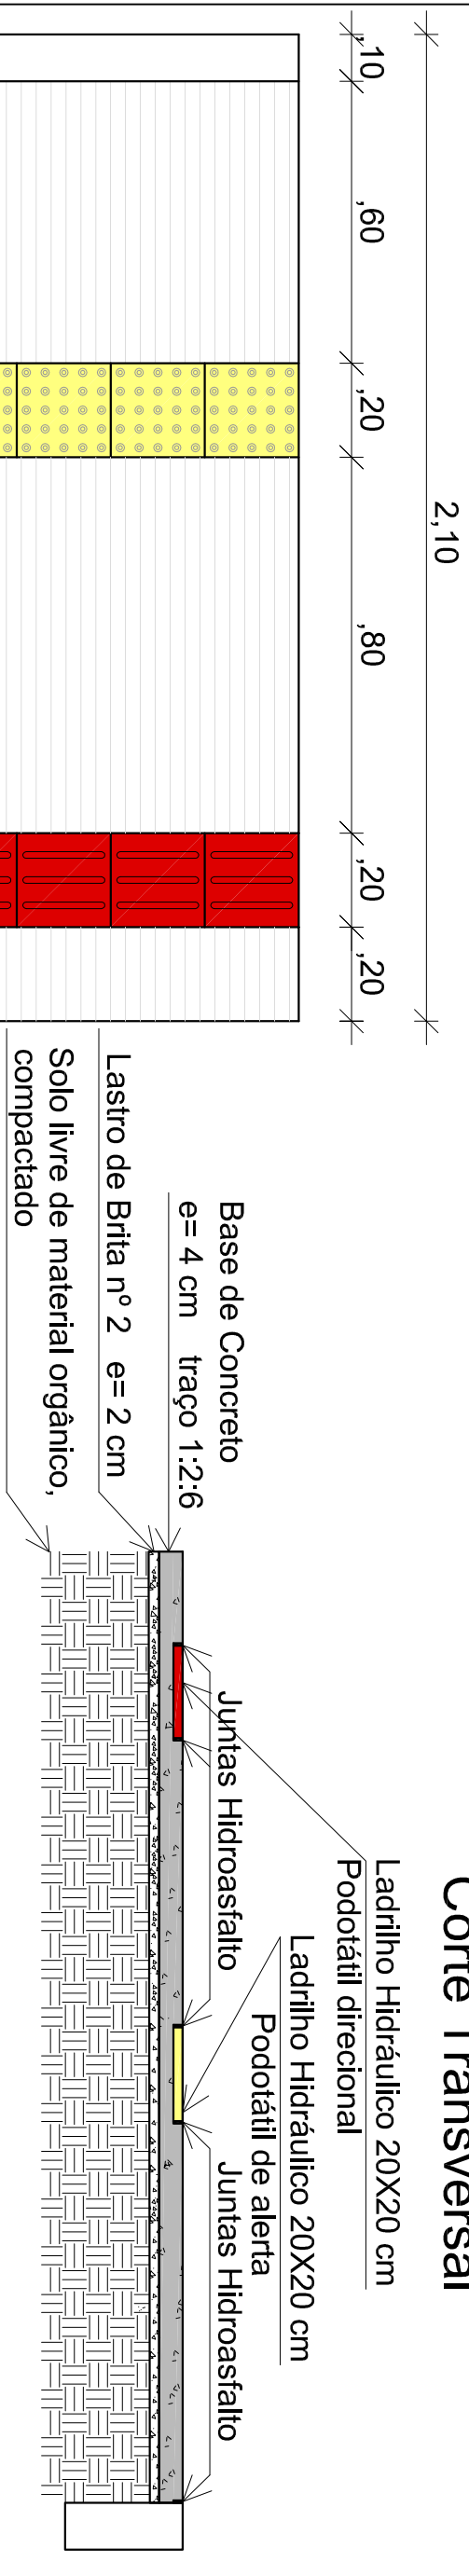 ,10
,60
,20
,80
,20
,20
2,10
Corte Transversal
Ladrilho Hidráulico 20X20 cm
Podotátil direcional
Ladrilho Hidráulico 20X20 cm
Podotátil de alerta
Juntas Hidroasfalto
Juntas Hidroasfalto
Base de Concreto
e= 4 cm traço 1:2:6
Lastro de Brita nº 2 e= 2 cm
Solo livre de material orgânico,
compactado